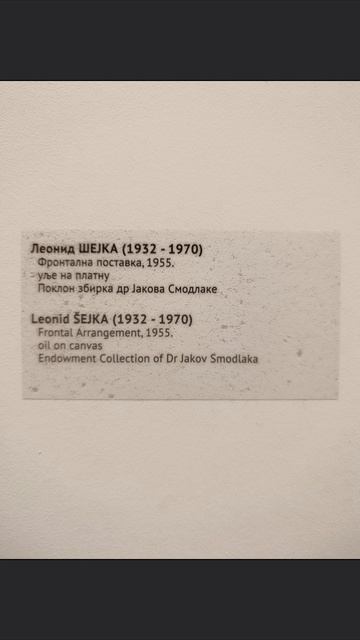 Леонид ШЕЈКА (1932 - 1970)
Фронтална поставка, 1955.
уље на платну
Поклон збирка др Јакова Смодлаке
Leonid ŠEJKA (1932 - 1970)
Frontal Arrangement, 1955.
oil on canvas
Endowment Collection of Dr Jakov Smodlaka